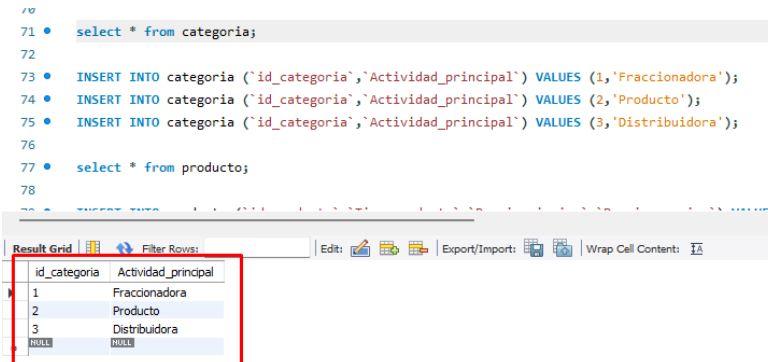 71 select * from categoria;
72
73 INSERT INTO categoria (`id_categoria`,`Actividad_principal`) VALUES (1,'Fraccionadora');
74 INSERT INTO categoria (`id_categoria`,`Actividad_principal`) VALUES (2,'Producto');
75 INSERT INTO categoria (`id_categoria`,`Actividad_principal`) VALUES (3,'Distribuidora');
76
77 select * from producto;
78
Result Grid Filter Rows: Edit: Export/Import: Wrap Cell Content:
id_categoria Actividad_principal
1 Fraccionadora
2 Producto
3 Distribuidora
NULL NULL